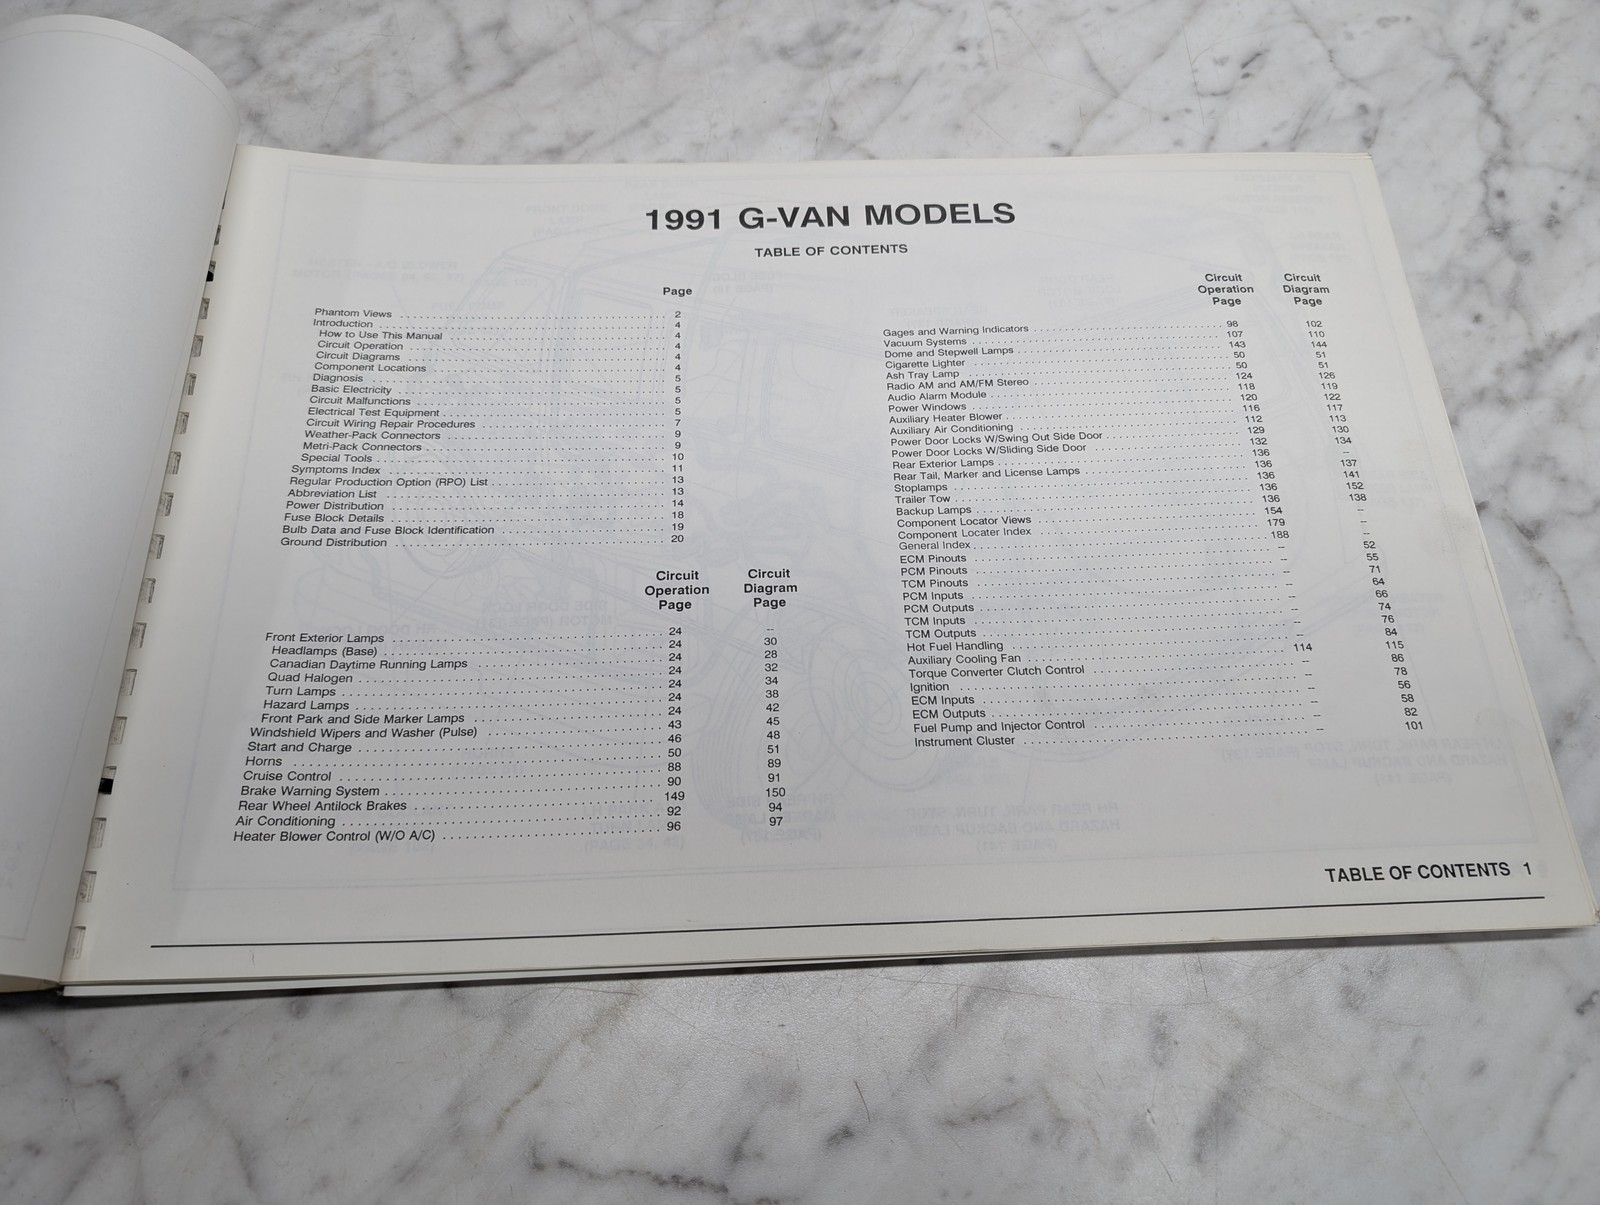 1991 G-VAN MODELS
TABLE OF CONTENTS
Page
Phantom Views 2
Introduction 4
How to Use This Manual 4
Circuit Operation 4
Circuit Diagrams 4
Component Locations 4
Diagnosis 5
Basic Electricity 5
Circuit Malfunctions 5
Electrical Test Equipment 5
Circuit Wiring Repair Procedures 7
Weather-Pack Connectors 9
Metri-Pack Connectors 9
Special Tools 10
Symptoms Index 11
Regular Production Option (RPO) List 13
Abbreviation List 13
Power Distribution 14
Fuse Block Details 18
Bulb Data and Fuse Block Identification 19
Ground Distribution 20
Circuit Circuit
Operation Diagram
Page Page
Front Exterior Lamps 24 --
Headlamps (Base) 24 30
Canadian Daytime Running Lamps 24 28
Quad Halogen 24 32
Turn Lamps 24 34
Hazard Lamps 24 38
Front Park and Side Marker Lamps 24 42
Windshield Wipers and Washer (Pulse) 43 45
Start and Charge 46 48
Horns 50 51
Cruise Control 88 89
Brake Warning System 90 91
Rear Wheel Antilock Brakes 149 150
Air Conditioning 92 94
Heater Blower Control (W/O A/C) 96 97
Circuit Circuit
Operation Diagram
Page Page
Gages and Warning Indicators 98 102
Vacuum Systems 107 110
Dome and Stepwell Lamps 143 144
Cigarette Lighter 50 51
Ash Tray Lamp 50 51
Radio AM and AM/FM Stereo 124 126
Audio Alarm Module 118 119
Power Windows 120 122
Auxiliary Heater Blower 116 117
Auxiliary Air Conditioning 112 113
Power Door Locks W/Swing Out Side Door 129 130
Power Door Locks W/Sliding Side Door 132 134
Rear Exterior Lamps 136 --
Rear Tail, Marker and License Lamps 136 137
Stoplamps 136 141
Trailer Tow 136 152
Backup Lamps 136 138
Component Locator Views 154 --
Component Locater Index 179 --
General Index 188 --
ECM Pinouts -- 52
PCM Pinouts -- 55
TCM Pinouts -- 71
PCM Inputs -- 64
PCM Outputs -- 66
TCM Inputs -- 74
TCM Outputs -- 76
Hot Fuel Handling -- 84
Auxiliary Cooling Fan 114 115
Torque Converter Clutch Control -- 86
Ignition -- 78
ECM Inputs -- 56
ECM Outputs -- 58
Fuel Pump and Injector Control -- 82
Instrument Cluster -- 101
TABLE OF CONTENTS 1